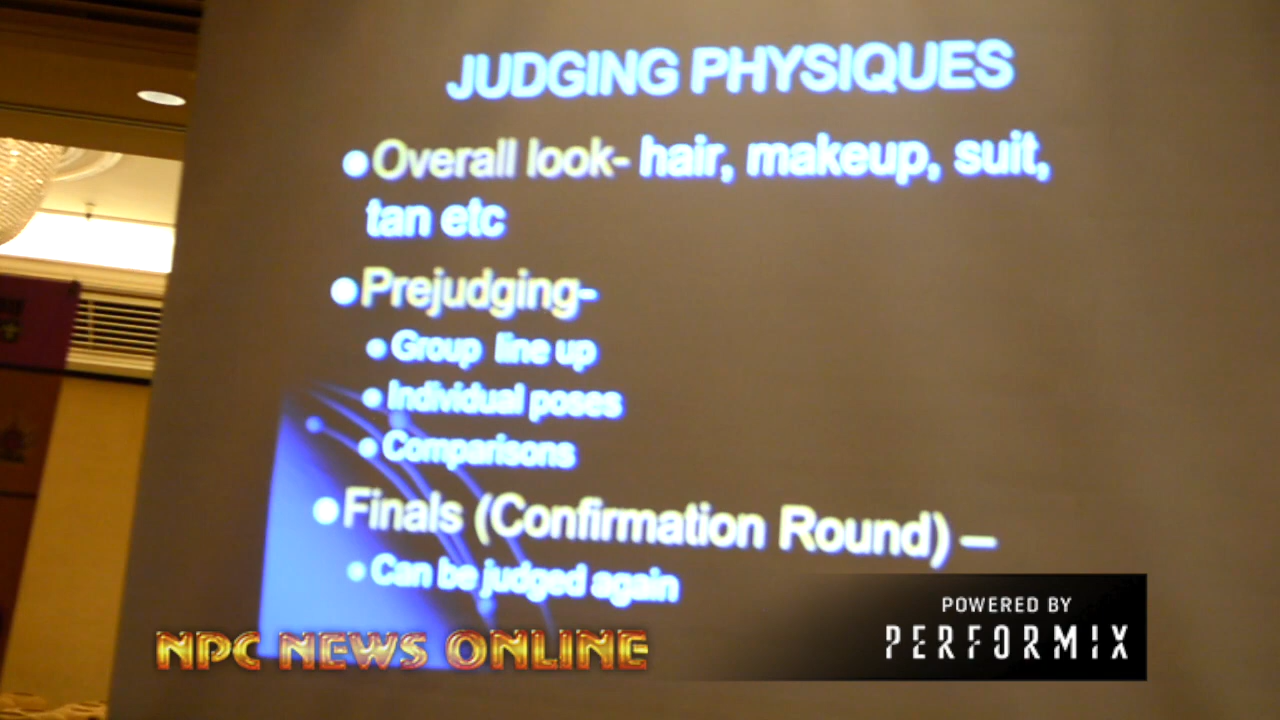 JUDGING PHYSIQUES
•Overall look- hair, makeup, suit,
tan etc
•Prejudging-
•Group line up
•Individual poses
•Comparisons
•Finals (Confirmation Round) –
•Can be judged again
NPC NEWS ONLINE
POWERED BY
PERFORMIX